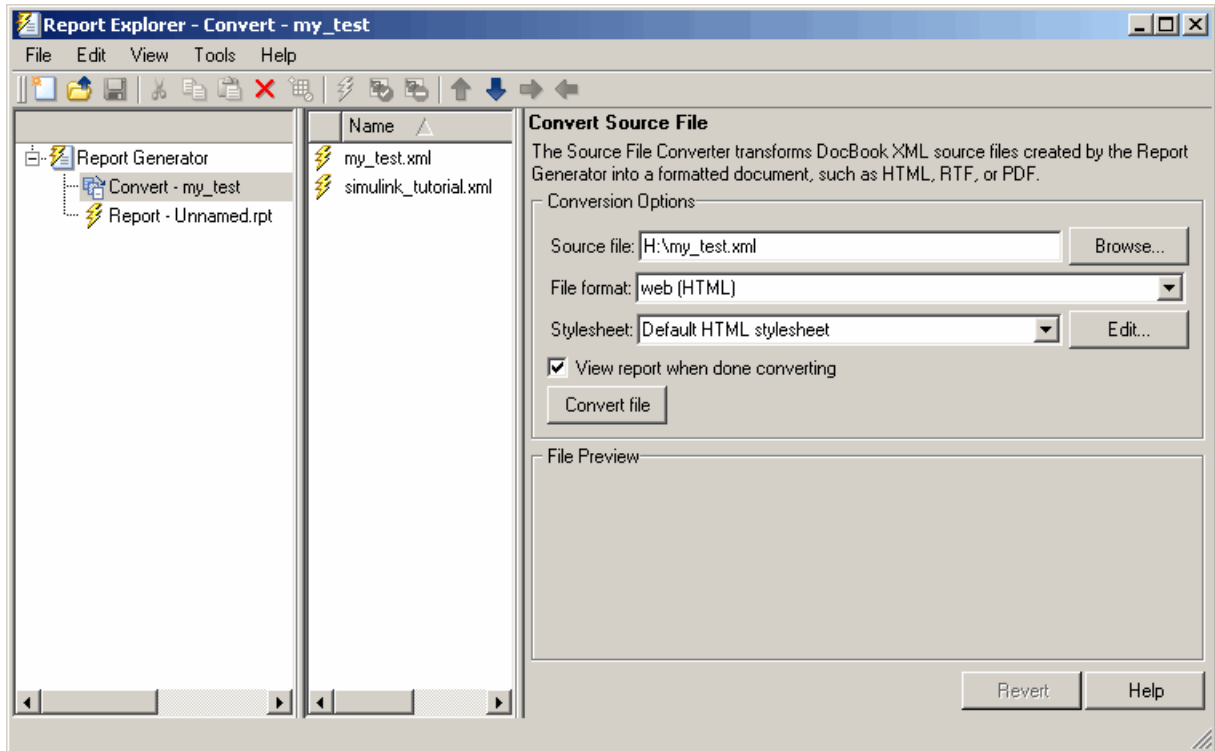 Report Explorer - Convert - my_test
File Edit View Tools Help
Report Generator
Convert - my_test
Report - Unnamed.rpt
Name
my_test.xml
simulink_tutorial.xml
Convert Source File
The Source File Converter transforms DocBook XML source files created by the Report
Generator into a formatted document, such as HTML, RTF, or PDF.
Conversion Options
Source file: H:\my_test.xml Browse...
File format: web (HTML)
Stylesheet: Default HTML stylesheet Edit...
View report when done converting
Convert file
File Preview
Revert Help